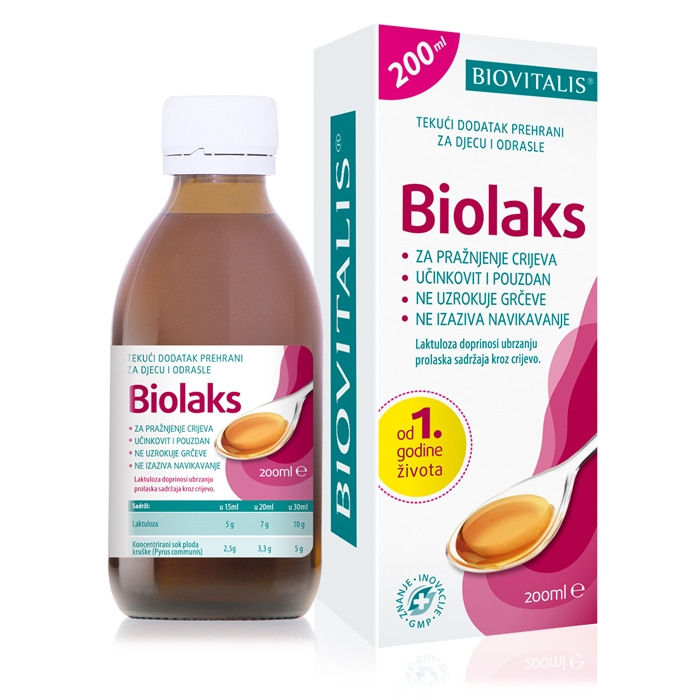 TEKUĆI DODATAK PREHRANI
ZA DJECU I ODRASLE
Biolaks
• ZA PRAŽNJENJE CRIJEVA
• UČINKOVIT I POUZDAN
• NE UZROKUJE GRČEVE
• NE IZAZIVA NAVIKAVANJE
Laktuloza doprinosi ubrzanju
prolaska sadržaja kroz crijevo.
200ml e
Sadrži: u 15ml u 20ml u 30ml
Laktuloza 5 g 7 g 10 g
Koncentrirani sok ploda
kruške (Pyrus communis) 2,5g 3,3 g 5 g
BIOVITALIS®
200ml
BIOVITALIS®
TEKUĆI DODATAK PREHRANI
ZA DJECU I ODRASLE
Biolaks
• ZA PRAŽNJENJE CRIJEVA
• UČINKOVIT I POUZDAN
• NE UZROKUJE GRČEVE
• NE IZAZIVA NAVIKAVANJE
Laktuloza doprinosi ubrzanju
prolaska sadržaja kroz crijevo.
od 1.
godine
života
ZNANJE • INOVACIJE
• GMP •
200ml e